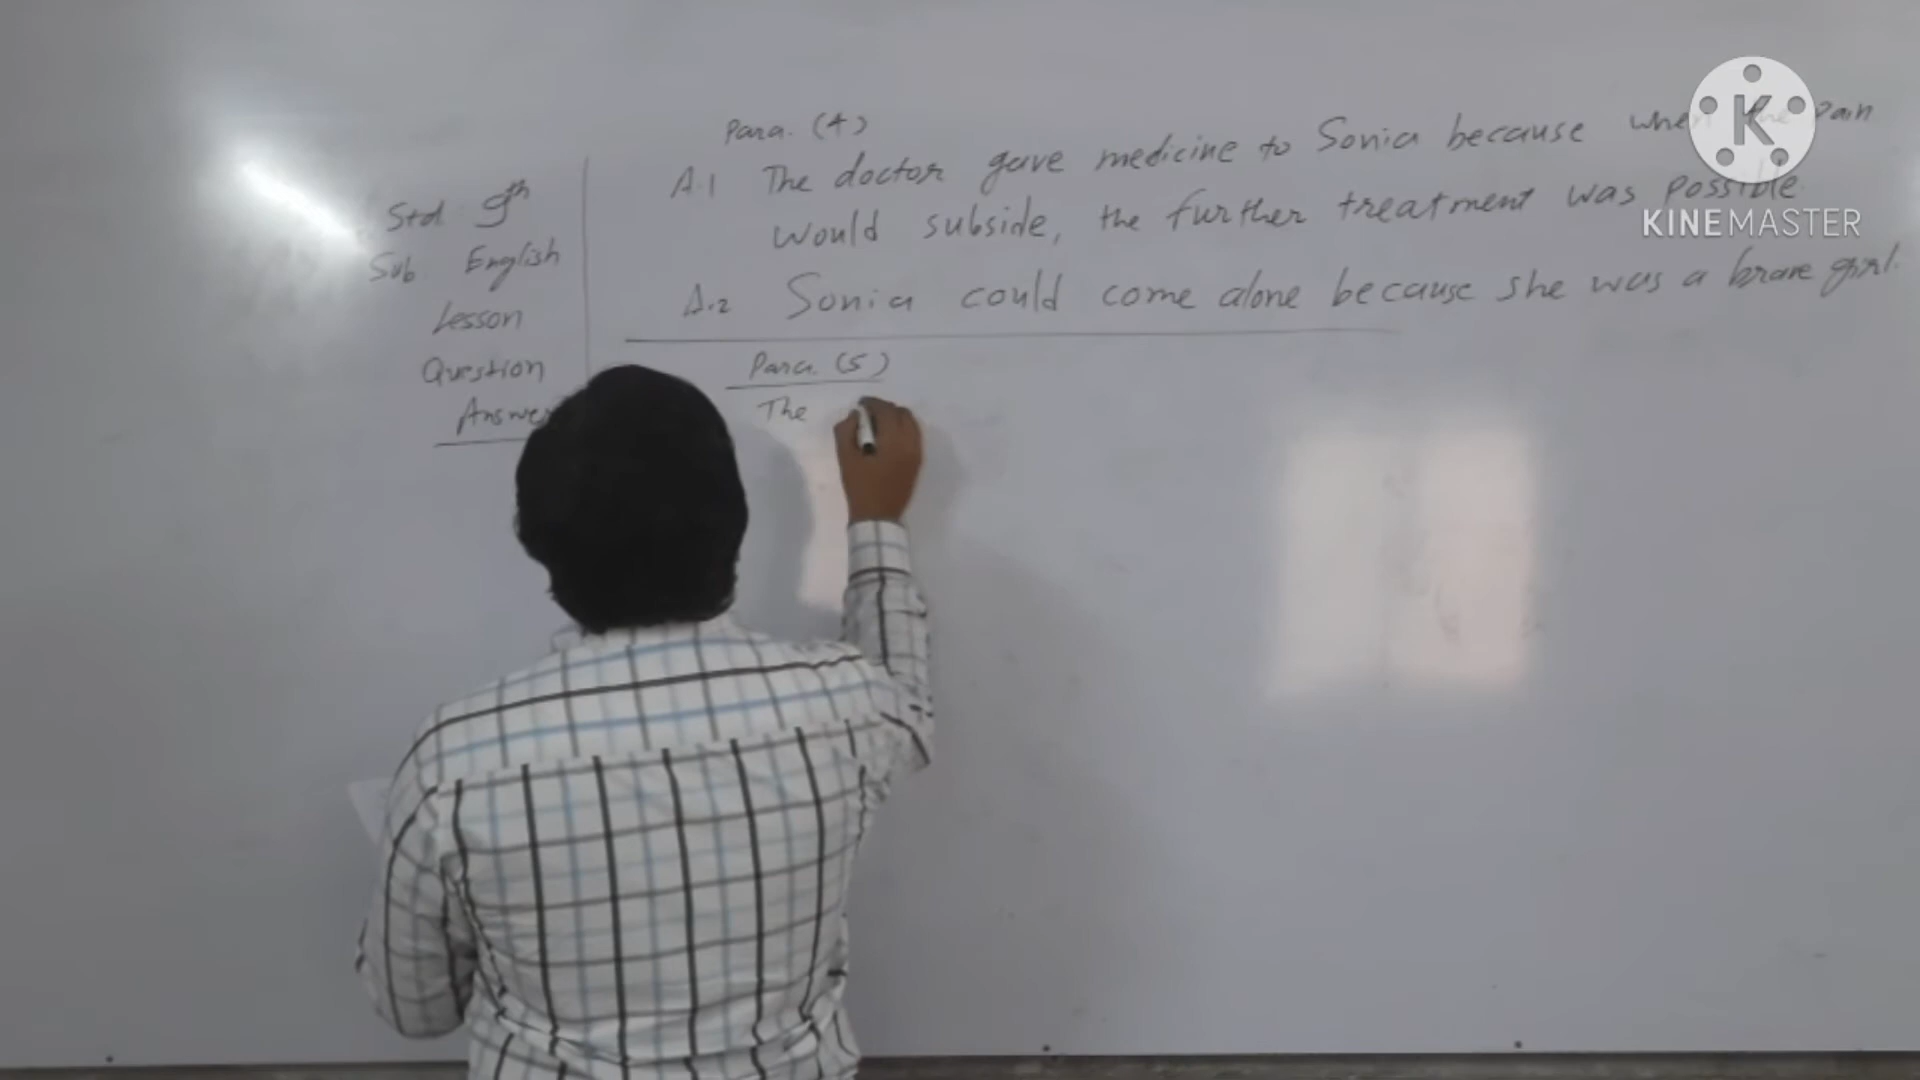 Std 9th
Sub English
Lesson
Question
Answer
Para. (4)
A.1 The doctor gave medicine to Sonia because when the pain
would subside, the further treatment was possible.
A.2 Sonia could come alone because she was a brave girl.
Para. (5)
The
K
KINEMASTER